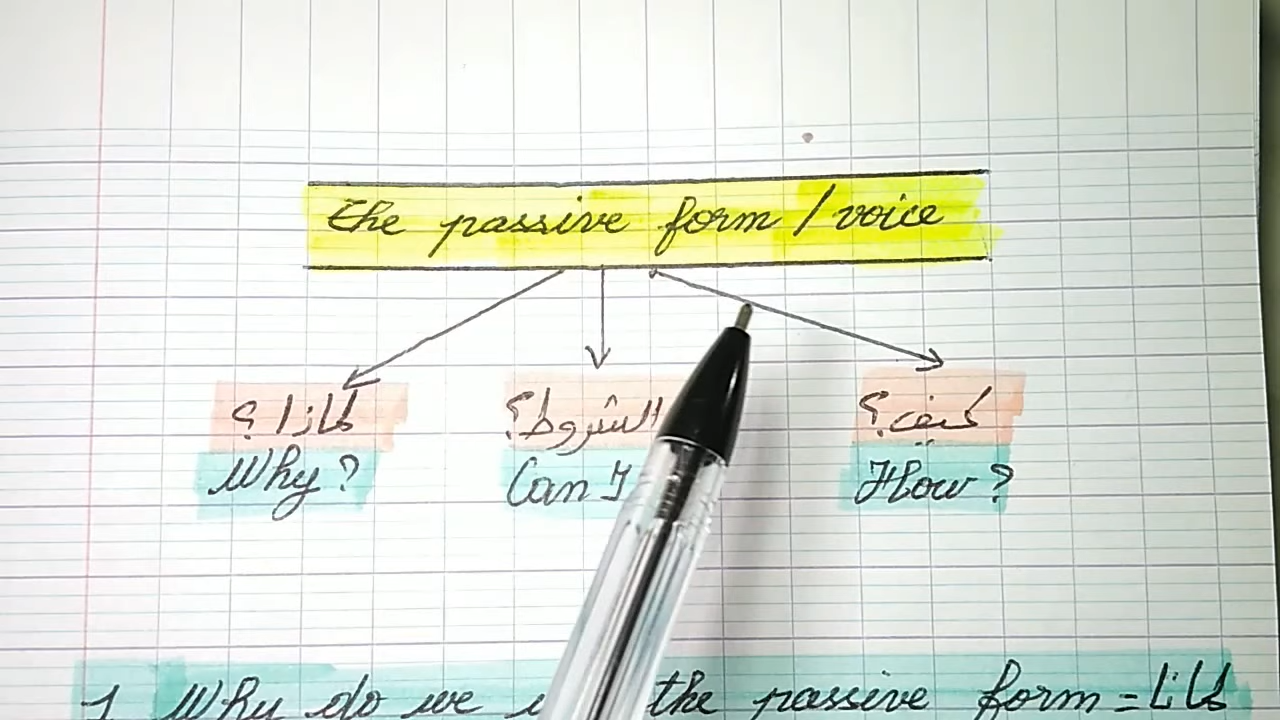 the passive form / voice
لماذا؟ الشروط؟ كيف؟
Why? Can I How?
1 Why do we the passive form = لماذا